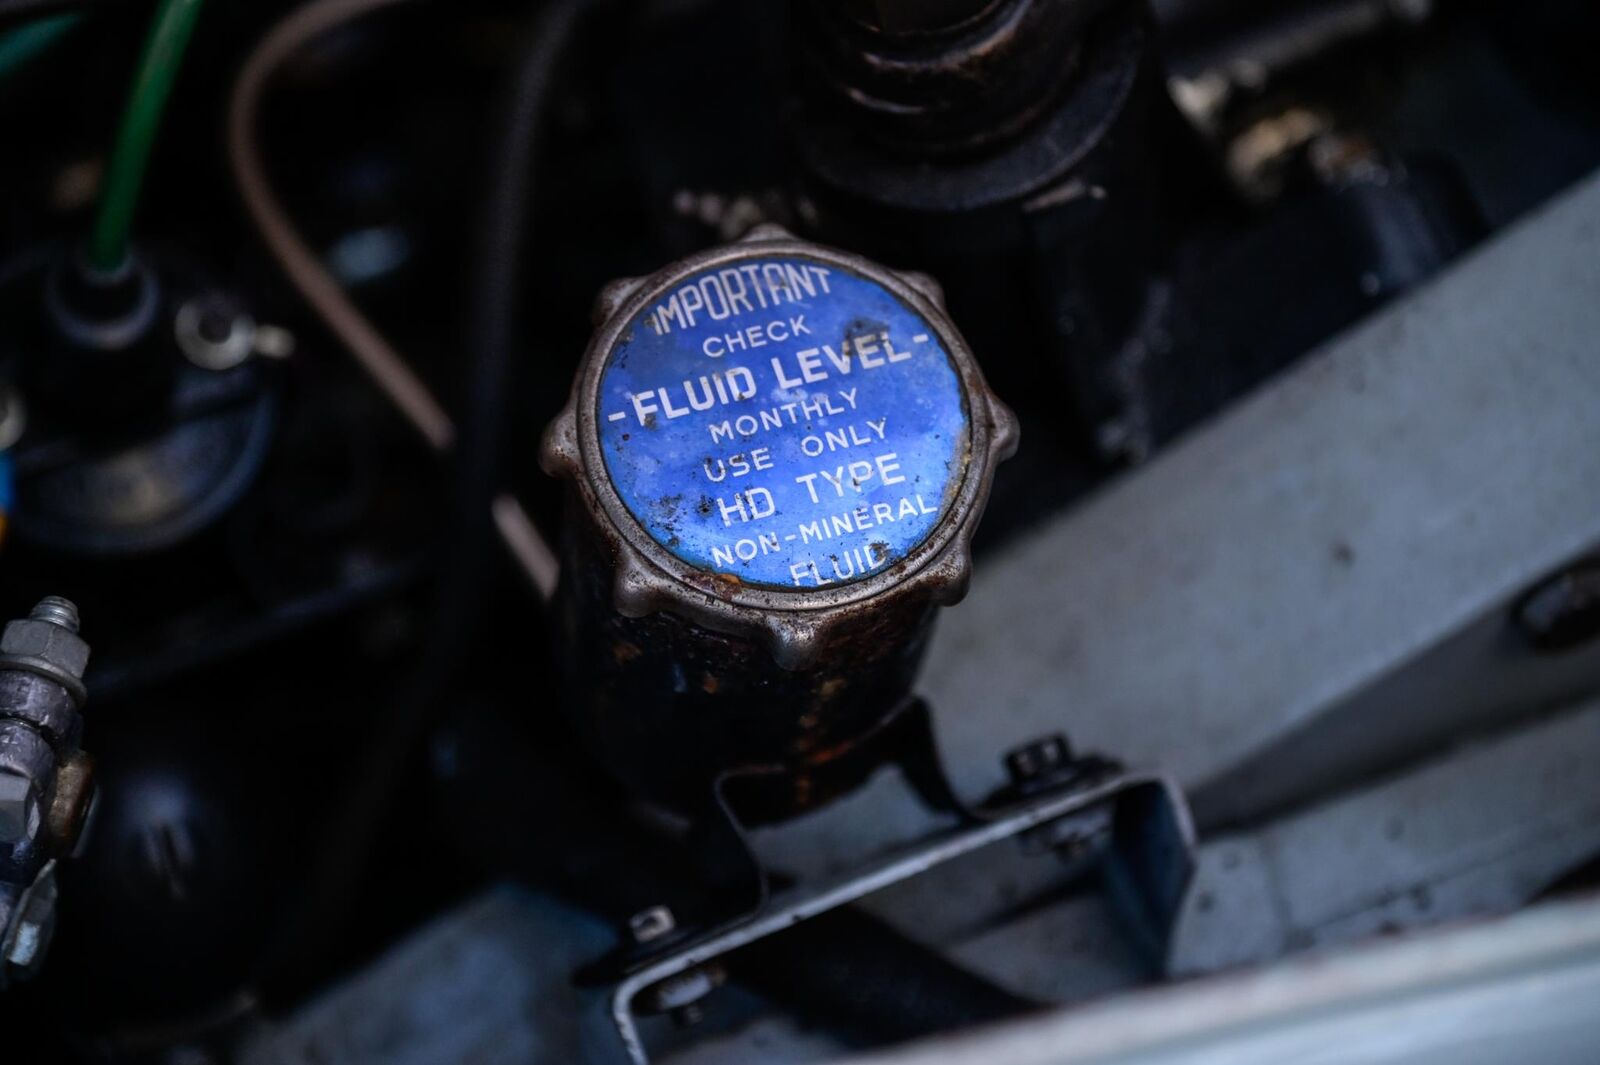 IMPORTANT
CHECK
-FLUID LEVEL-
MONTHLY
USE ONLY
HD TYPE
NON-MINERAL
FLUID